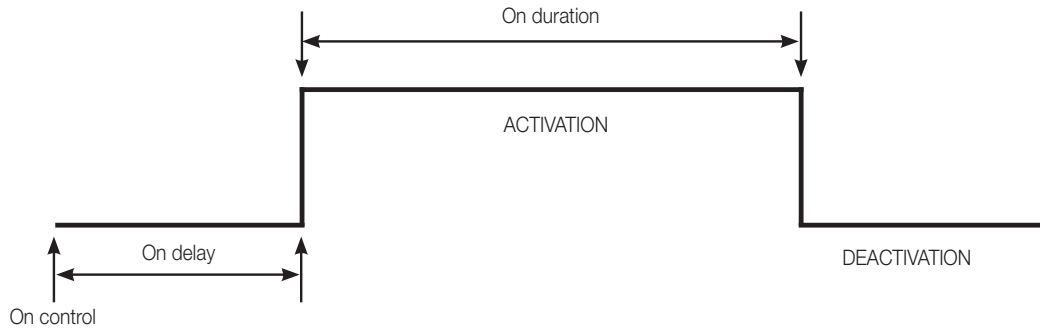 On duration
ACTIVATION
On delay
DEACTIVATION
On control